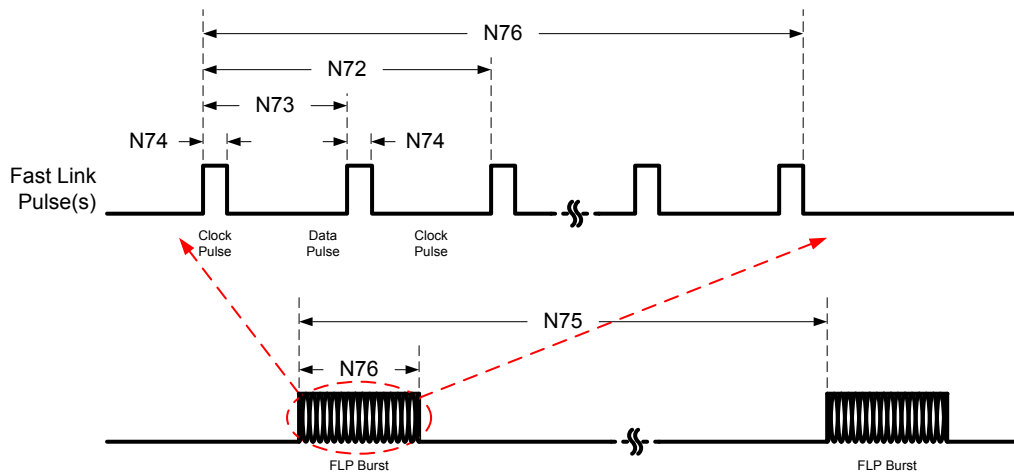 N76
N72
N73
N74
N74
Fast Link
Pulse(s)
Clock
Pulse
Data
Pulse
Clock
Pulse
N75
N76
FLP Burst
FLP Burst